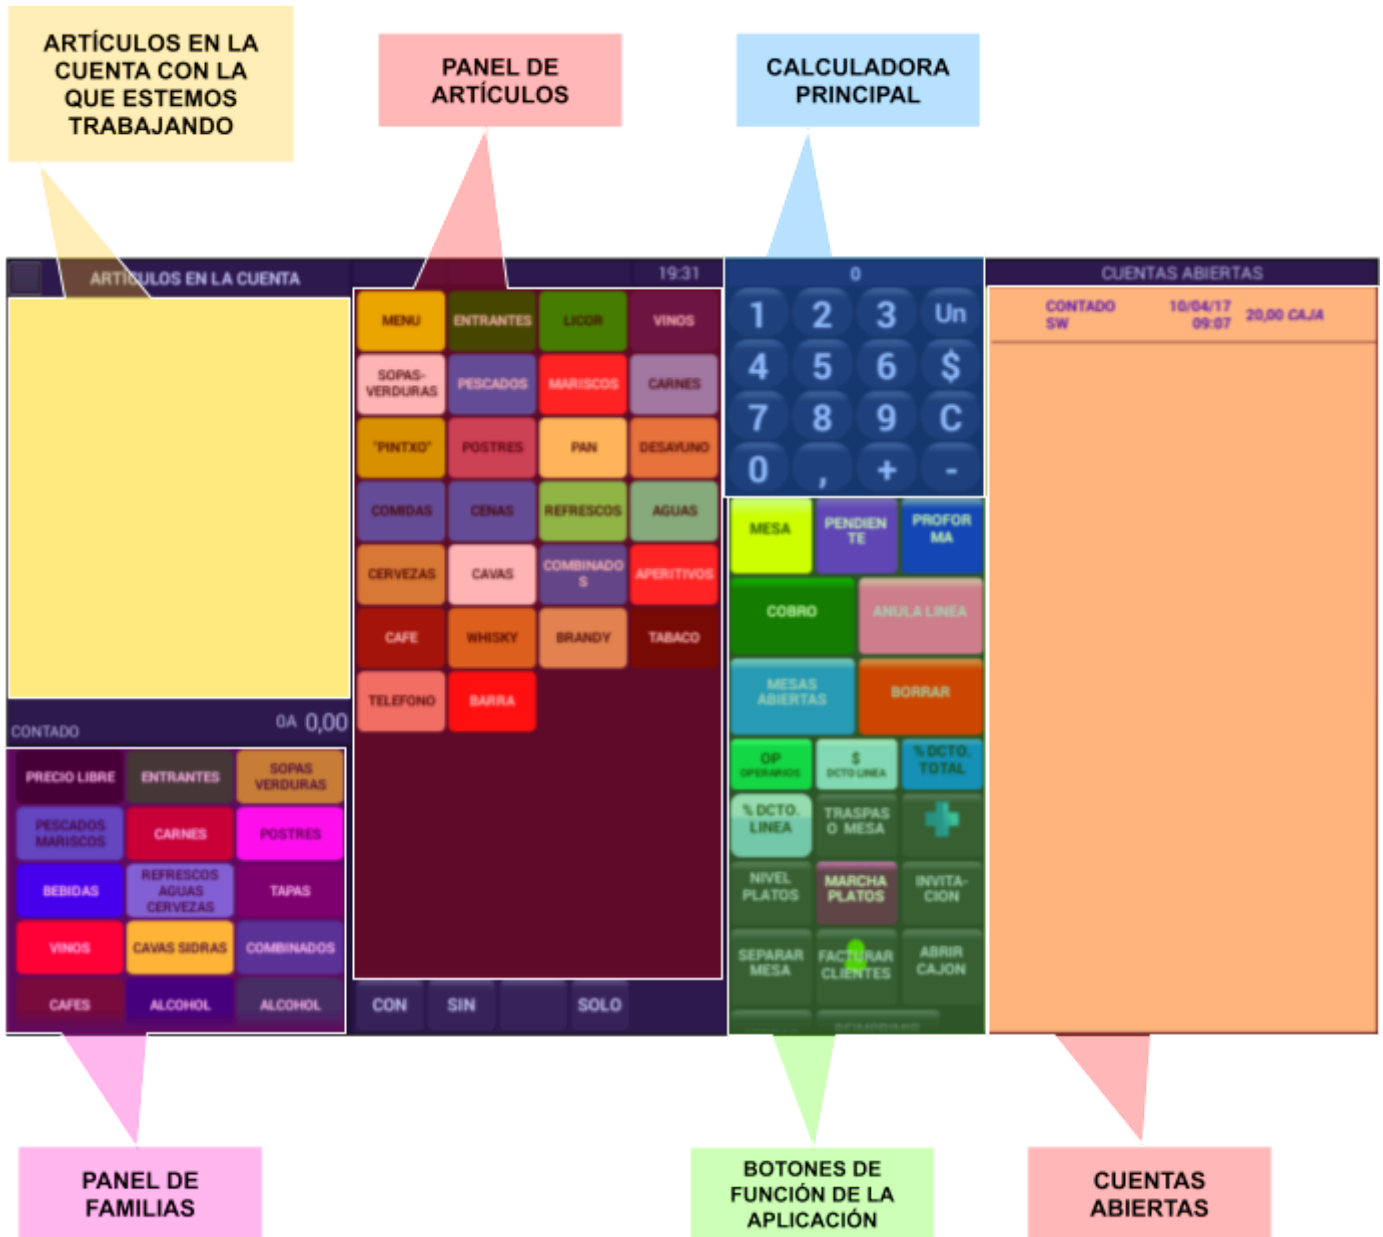 ARTÍCULOS EN LA
CUENTA CON LA
QUE ESTEMOS
TRABAJANDO
PANEL DE
ARTÍCULOS
CALCULADORA
PRINCIPAL
ARTÍCULOS EN LA CUENTA
19:31
0
CUENTAS ABIERTAS
CONTADO
SW
10/04/17
09:07
20,00 CAJA
MENU
ENTRANTES
LICOR
VINOS
SOPAS-
VERDURAS
PESCADOS
MARISCOS
CARNES
"PINTXO"
POSTRES
PAN
DESAYUNO
COMIDAS
CENAS
REFRESCOS
AGUAS
CERVEZAS
CAVAS
COMBINADO
S
APERITIVOS
CAFE
WHISKY
BRANDY
TABACO
TELEFONO
BARRA
1 2 3 Un
4 5 6 $
7 8 9 C
0 , + -
MESA
PENDIEN
TE
PROFOR
MA
COBRO
ANULA LINEA
MESAS
ABIERTAS
BORRAR
OP
OPERARIOS
$
DCTO LINEA
% DCTO.
TOTAL
% DCTO.
LINEA
TRASPAS
O MESA
NIVEL
PLATOS
MARCHA
PLATOS
INVITA-
CION
SEPARAR
MESA
FACTURAR
CLIENTES
ABRIR
CAJON
REIMPRIMIR
CONTADO
0A 0,00
PRECIO LIBRE
ENTRANTES
SOPAS
VERDURAS
PESCADOS
MARISCOS
CARNES
POSTRES
BEBIDAS
REFRESCOS
AGUAS
CERVEZAS
TAPAS
VINOS
CAVAS SIDRAS
COMBINADOS
CAFES
ALCOHOL
ALCOHOL
CON
SIN
SOLO
PANEL DE
FAMILIAS
BOTONES DE
FUNCIÓN DE LA
APLICACIÓN
CUENTAS
ABIERTAS